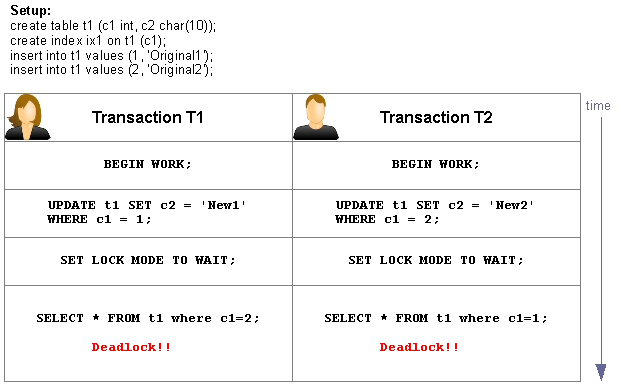 Setup:
create table t1 (c1 int, c2 char(10));
create index ix1 on t1 (c1);
insert into t1 values (1, 'Original1');
insert into t1 values (2, 'Original2');
time
Transaction T1
Transaction T2
BEGIN WORK;
BEGIN WORK;
UPDATE t1 SET c2 = 'New1'
WHERE c1 = 1;
UPDATE t1 SET c2 = 'New2'
WHERE c1 = 2;
SET LOCK MODE TO WAIT;
SET LOCK MODE TO WAIT;
SELECT * FROM t1 where c1=2;
Deadlock!!
SELECT * FROM t1 where c1=1;
Deadlock!!